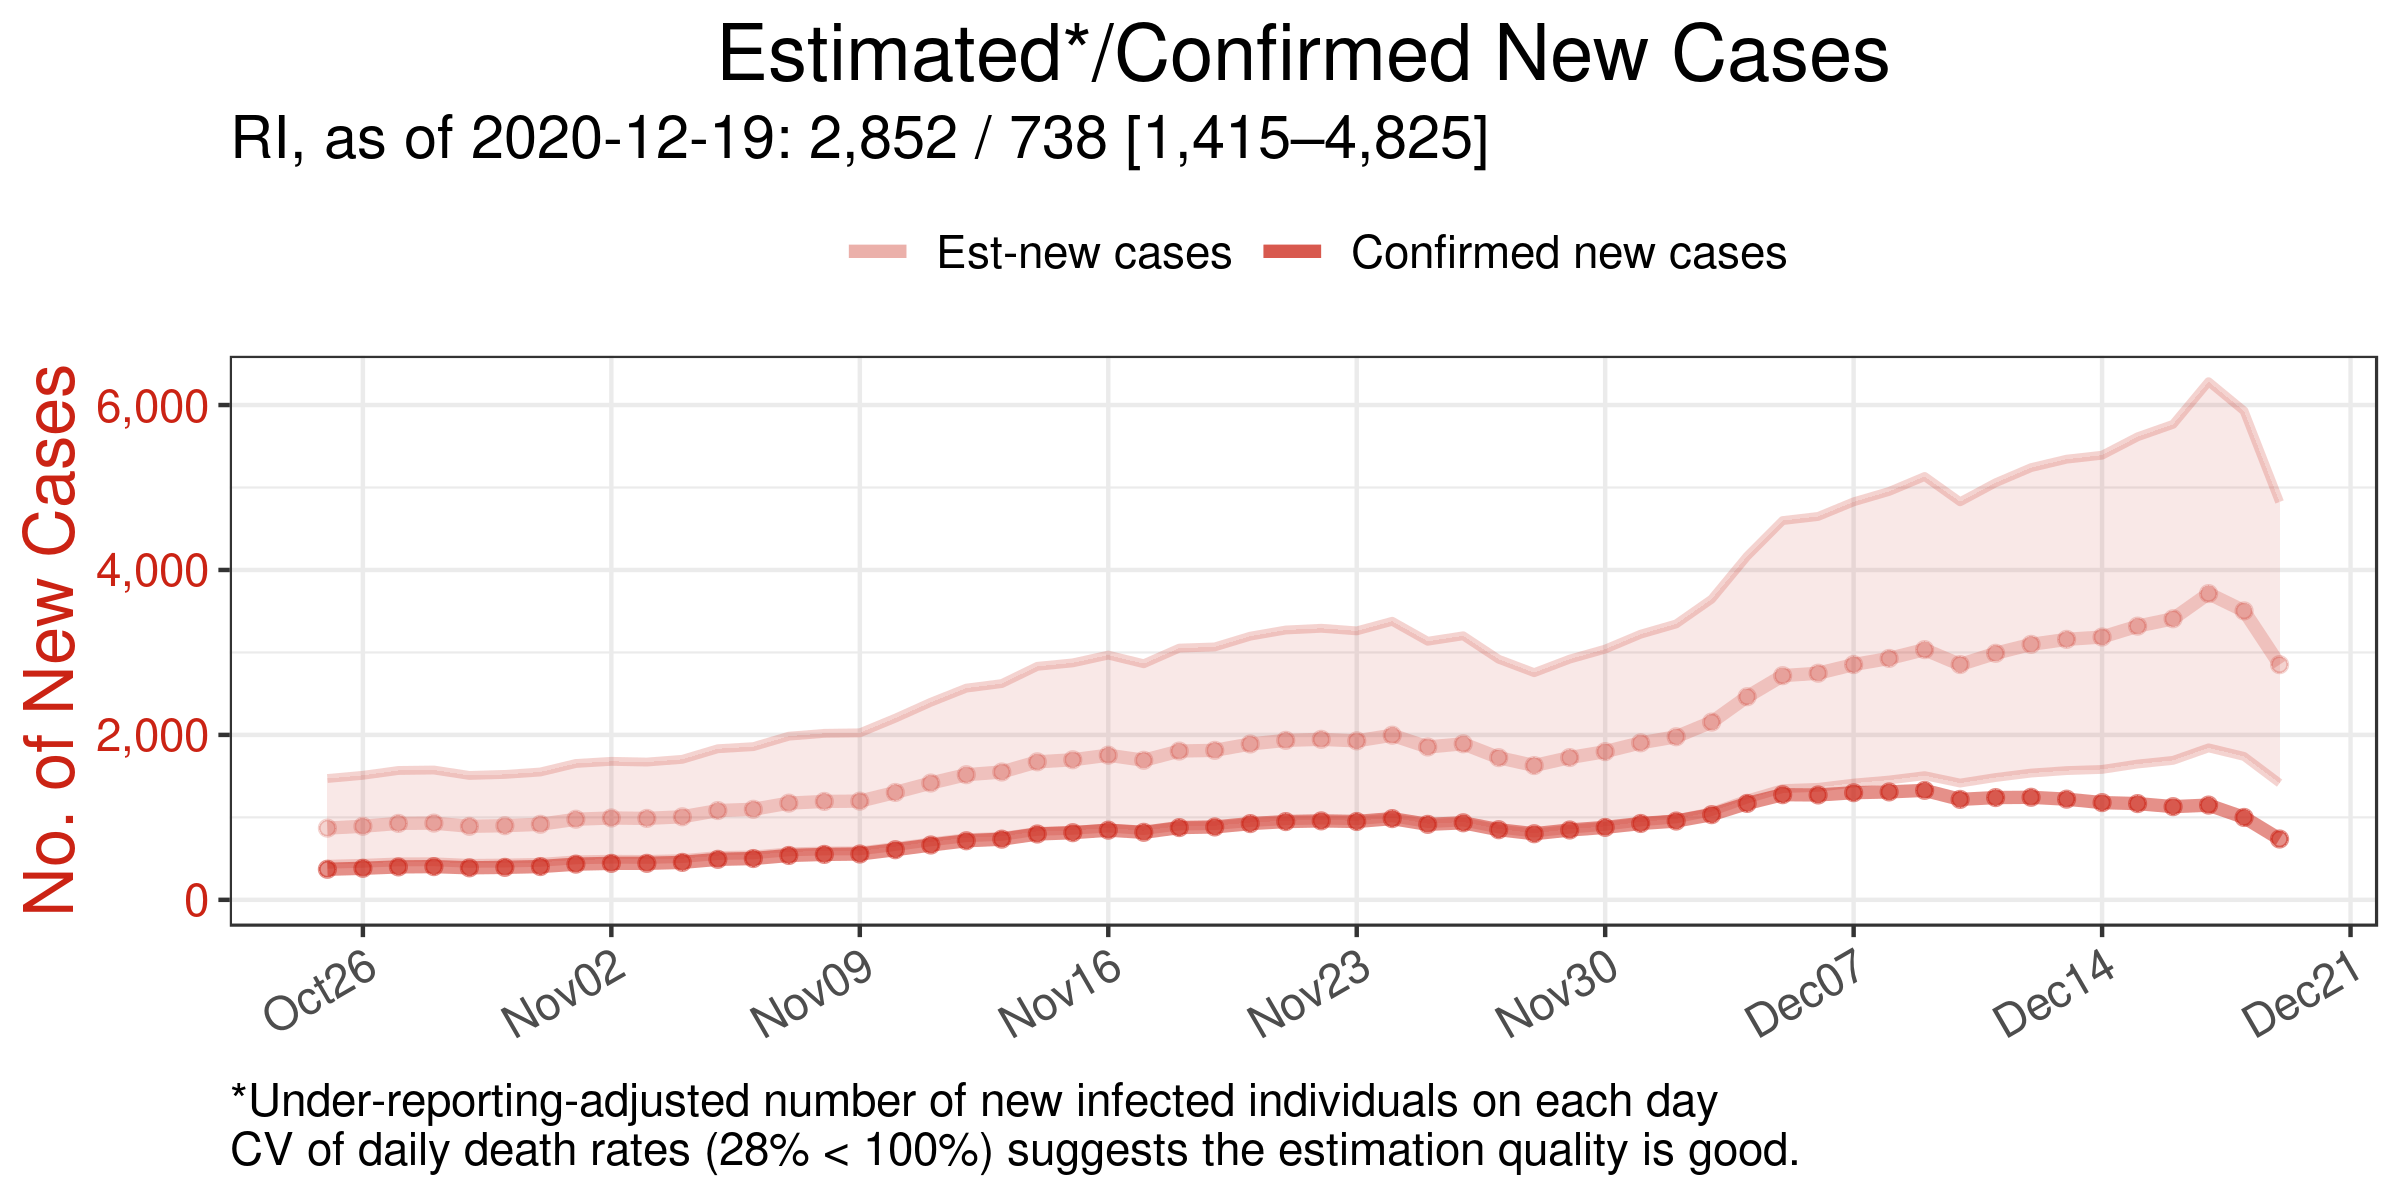 Estimated*/Confirmed New Cases
RI, as of 2020-12-19: 2,852 / 738 [1,415–4,825]
Est-new cases
Confirmed new cases
No. of New Cases
6,000
4,000
2,000
0
Oct26
Nov02
Nov09
Nov16
Nov23
Nov30
Dec07
Dec14
Dec21
*Under-reporting-adjusted number of new infected individuals on each day
CV of daily death rates (28% < 100%) suggests the estimation quality is good.